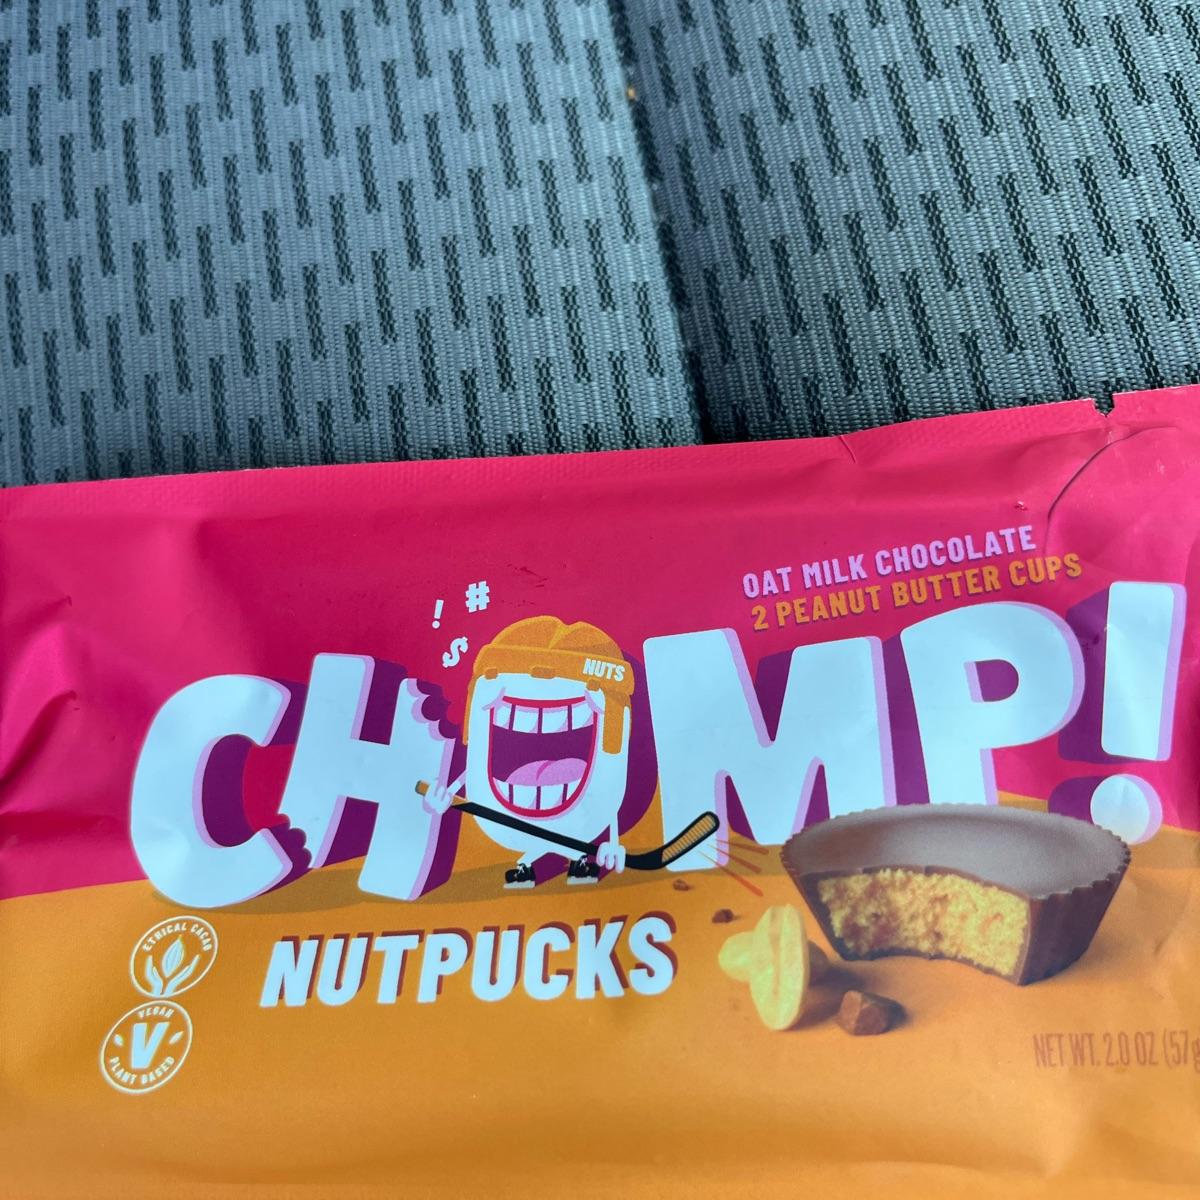 OAT MILK CHOCOLATE
2 PEANUT BUTTER CUPS
! # $
NUTS
CHOMP!
NUTPUCKS
ETHICAL CACAO
VEGAN
V
PLANT BASED
NET WT. 2.0 OZ (57g